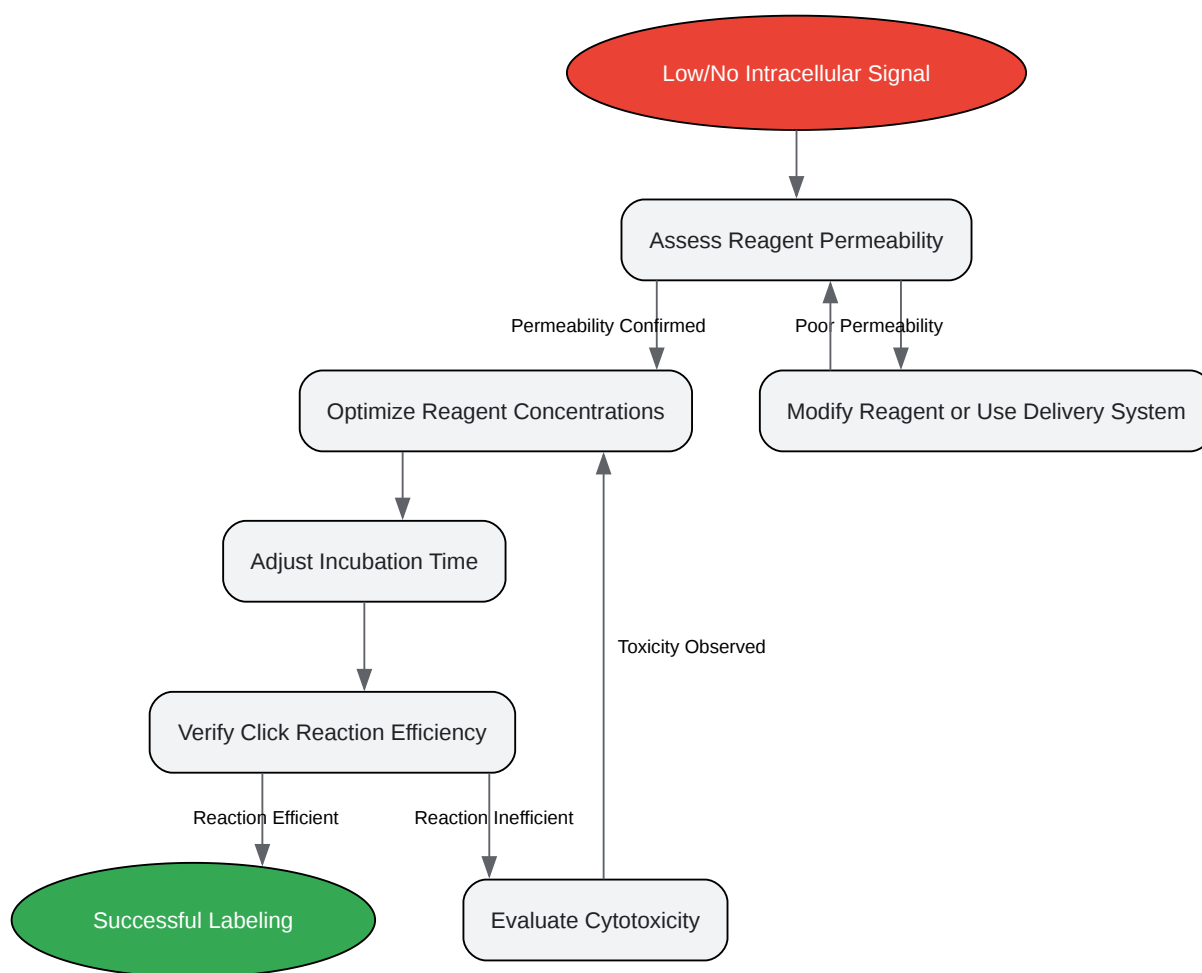 Low/No Intracellular Signal
Assess Reagent Permeability
Permeability Confirmed
Poor Permeability
Optimize Reagent Concentrations
Modify Reagent or Use Delivery System
Adjust Incubation Time
Toxicity Observed
Verify Click Reaction Efficiency
Reaction Efficient
Reaction Inefficient
Successful Labeling
Evaluate Cytotoxicity